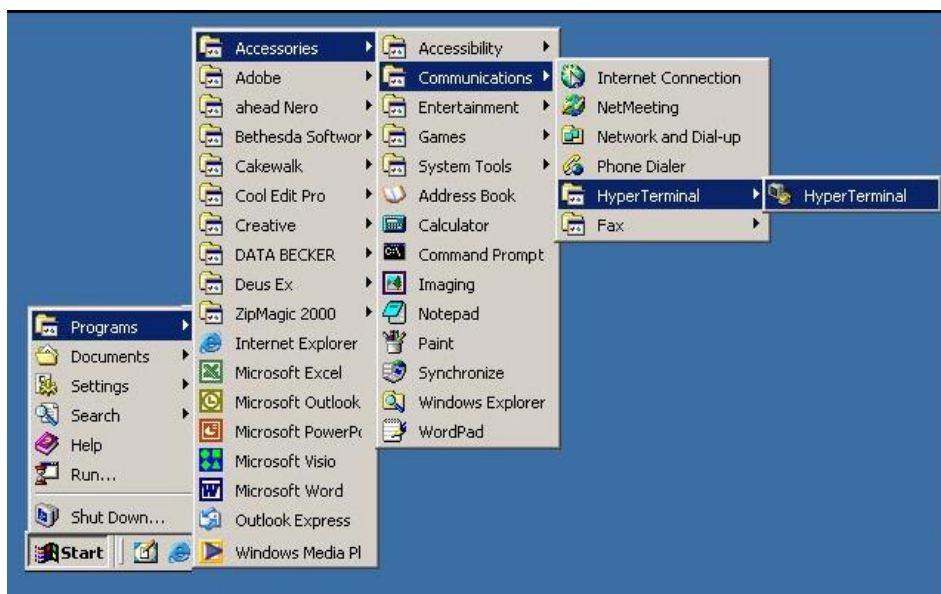 Programs
Documents
Settings
Search
Help
Run...
Shut Down...
Start
Accessories
Adobe
ahead Nero
Bethesda Softwor
Cakewalk
Cool Edit Pro
Creative
DATA BECKER
Deus Ex
ZipMagic 2000
Internet Explorer
Microsoft Excel
Microsoft Outlook
Microsoft PowerPo
Microsoft Visio
Microsoft Word
Outlook Express
Windows Media Pl
Accessibility
Communications
Entertainment
Games
System Tools
Address Book
Calculator
Command Prompt
Imaging
Notepad
Paint
Synchronize
Windows Explorer
WordPad
Internet Connection
NetMeeting
Network and Dial-up
Phone Dialer
HyperTerminal
Fax
HyperTerminal